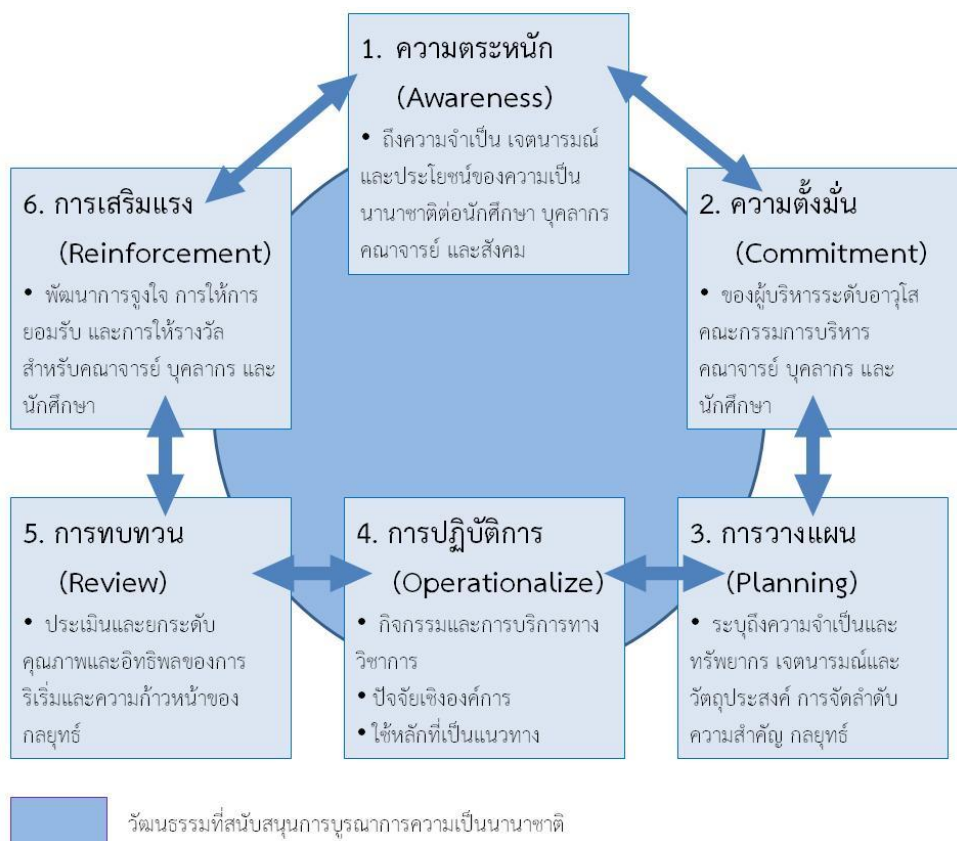 1. ความตระหนัก
(Awareness)
• ถึงความจำเป็น เจตนารมณ์
และประโยชน์ของความเป็น
นานาชาติต่อนักศึกษา บุคลากร
คณาจารย์ และสังคม
2. ความตั้งมั่น
(Commitment)
• ของผู้บริหารระดับอาวุโส
คณะกรรมการบริหาร
คณาจารย์ บุคลากร และ
นักศึกษา
3. การวางแผน
(Planning)
• ระบุถึงความจำเป็นและ
ทรัพยากร เจตนารมณ์และ
วัตถุประสงค์ การจัดลำดับ
ความสำคัญ กลยุทธ์
4. การปฏิบัติการ
(Operationalize)
• กิจกรรมและการบริการทาง
วิชาการ
• ปัจจัยเชิงองค์การ
• ใช้หลักที่เป็นแนวทาง
5. การทบทวน
(Review)
• ประเมินและยกระดับ
คุณภาพและอิทธิพลของการ
ริเริ่มและความก้าวหน้าของ
กลยุทธ์
6. การเสริมแรง
(Reinforcement)
• พัฒนาการจูงใจ การให้การ
ยอมรับ และการให้รางวัล
สำหรับคณาจารย์ บุคลากร และ
นักศึกษา
วัฒนธรรมที่สนับสนุนการบูรณาการความเป็นนานาชาติ